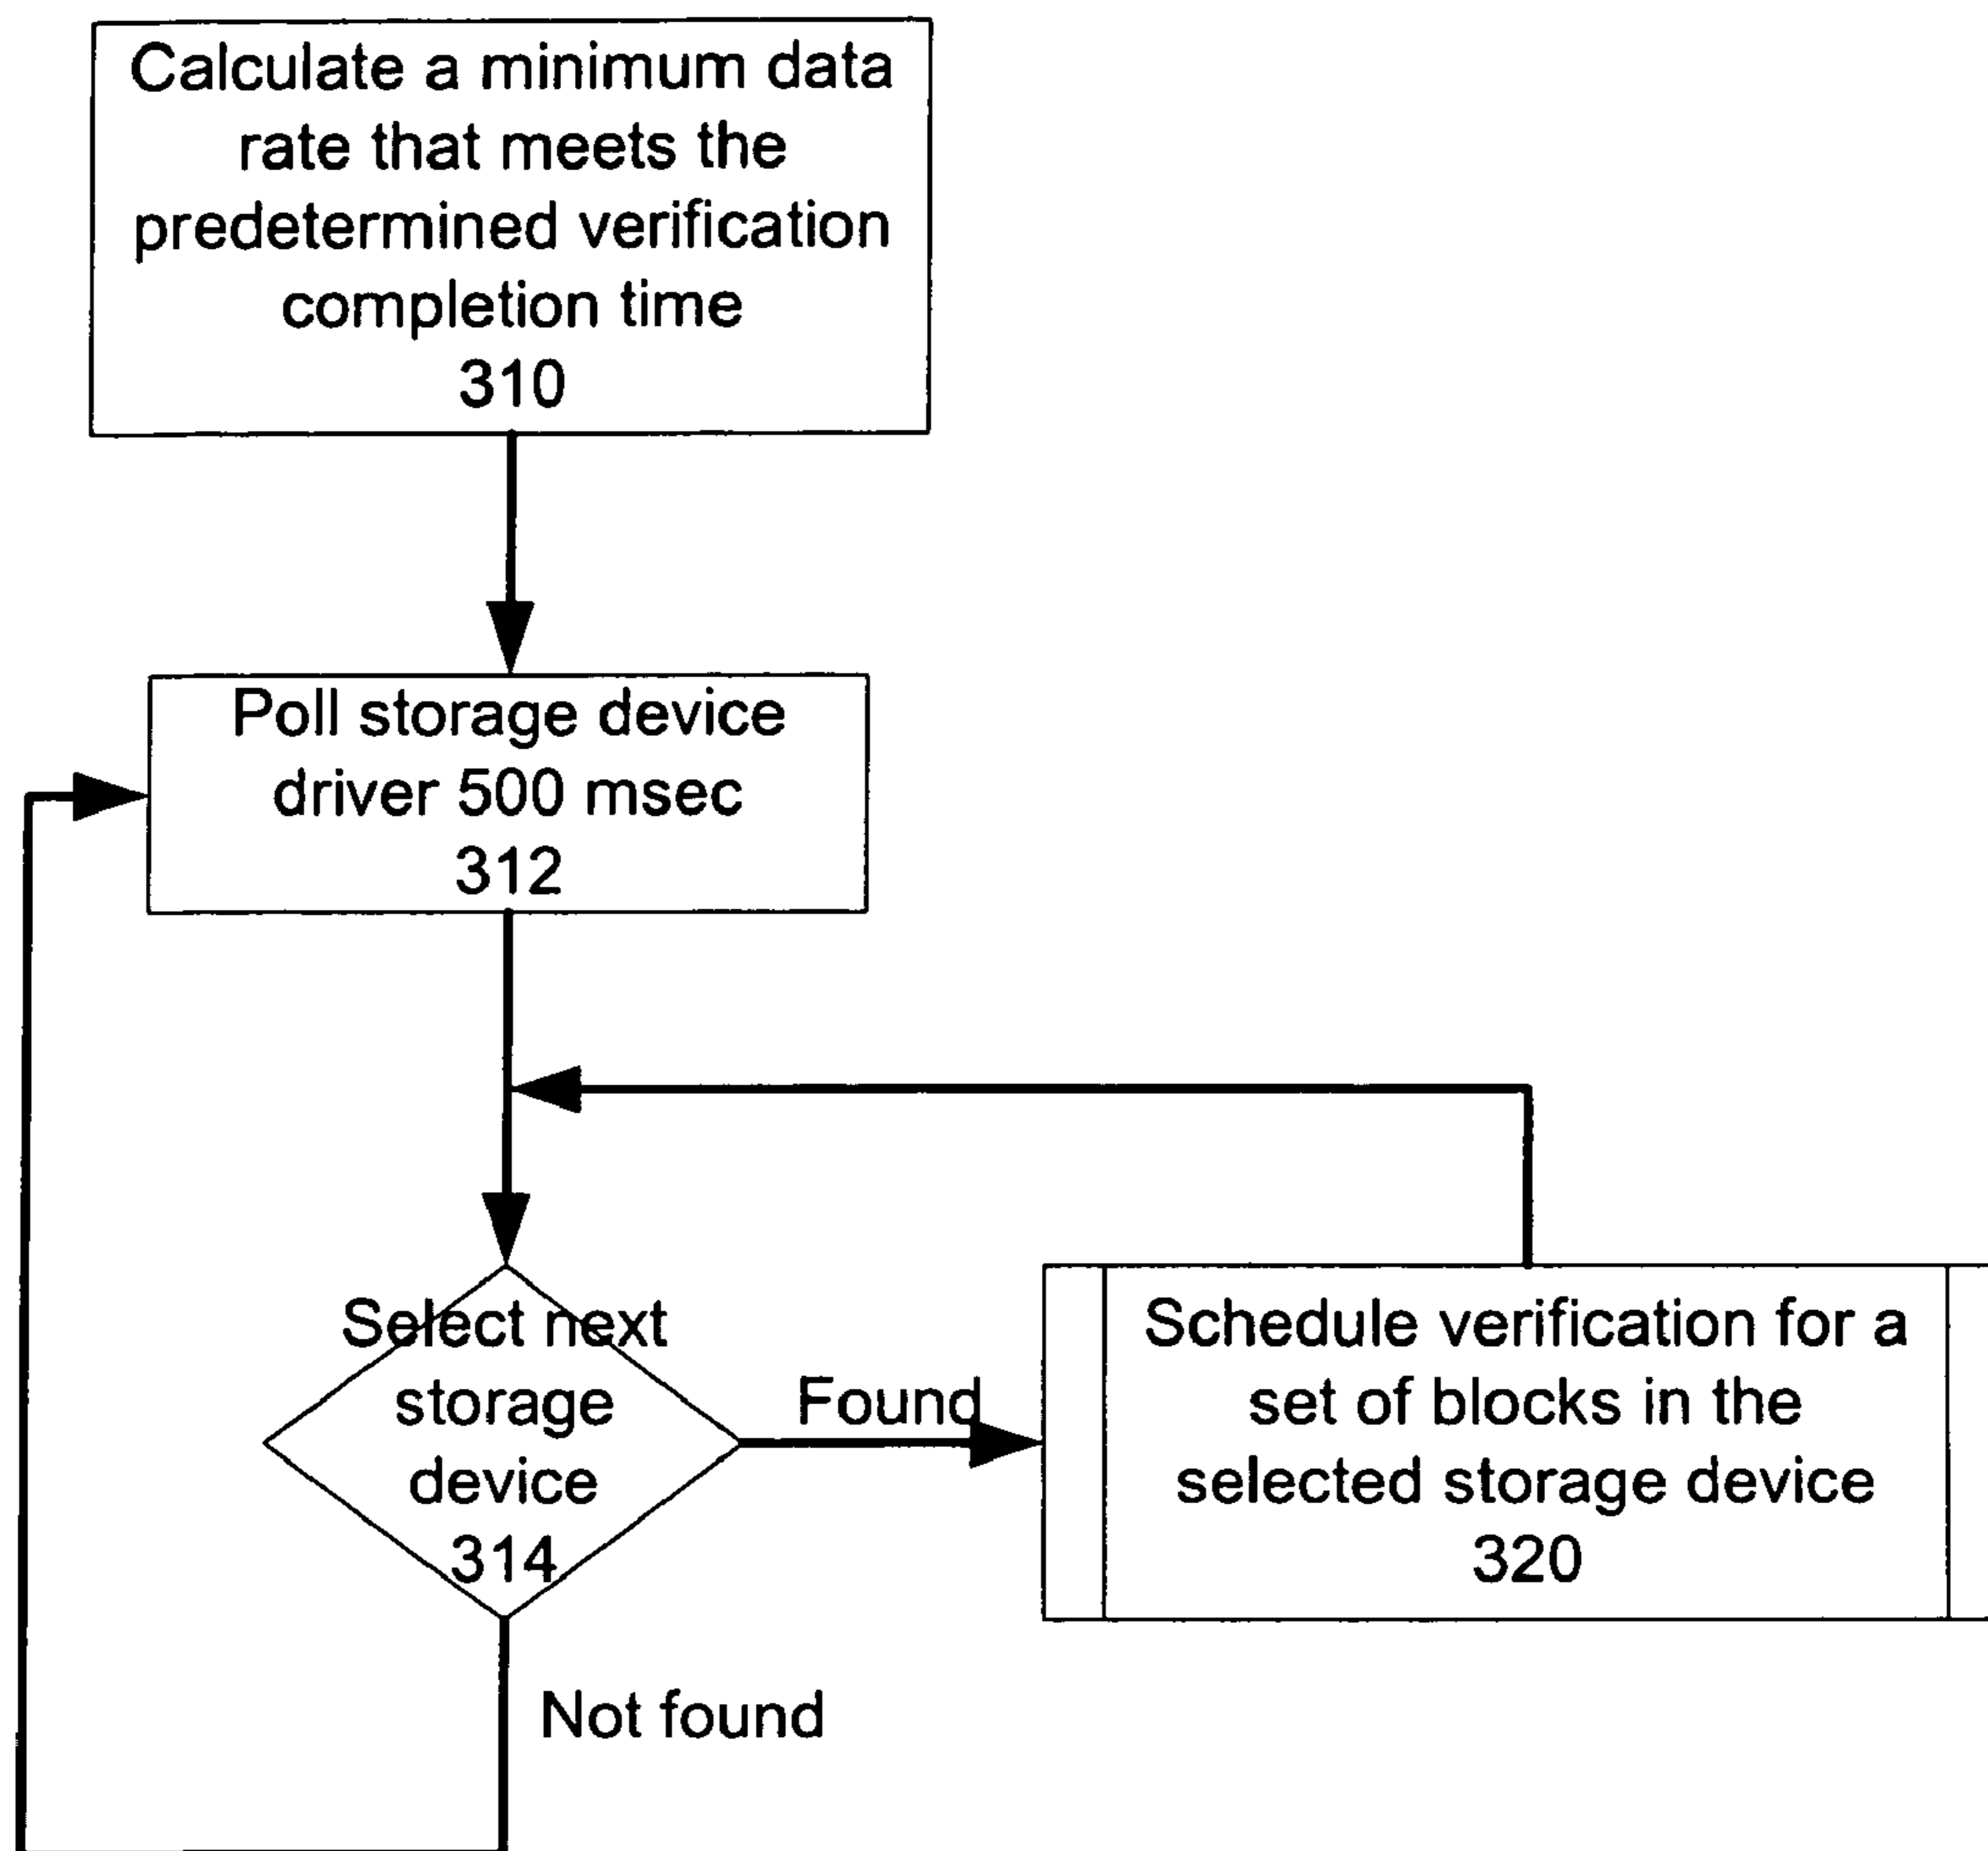 Calculate a minimum data
rate that meets the
predetermined verification
completion time
310
Poll storage device
driver 500 msec
312
Select next
storage
device
314
Found
Schedule verification for a
set of blocks in the
selected storage device
320
Not found